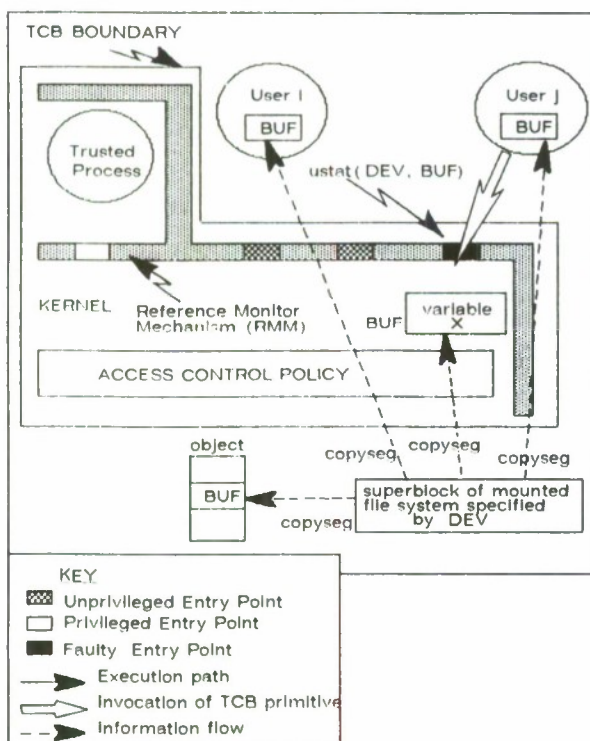 TCB BOUNDARY
User I
BUF
User J
BUF
Trusted
Process
ustat(DEV, BUF)
KERNEL
Reference Monitor
Mechanism (RMM)
BUF
variable
X
ACCESS CONTROL POLICY
object
copyseg
copyseg
copyseg
BUF
copyseg
superblock of mounted
file system specified
by DEV
KEY
Unprivileged Entry Point
Privileged Entry Point
Faulty Entry Point
Execution path
Invocation of TCB primitive
Information flow